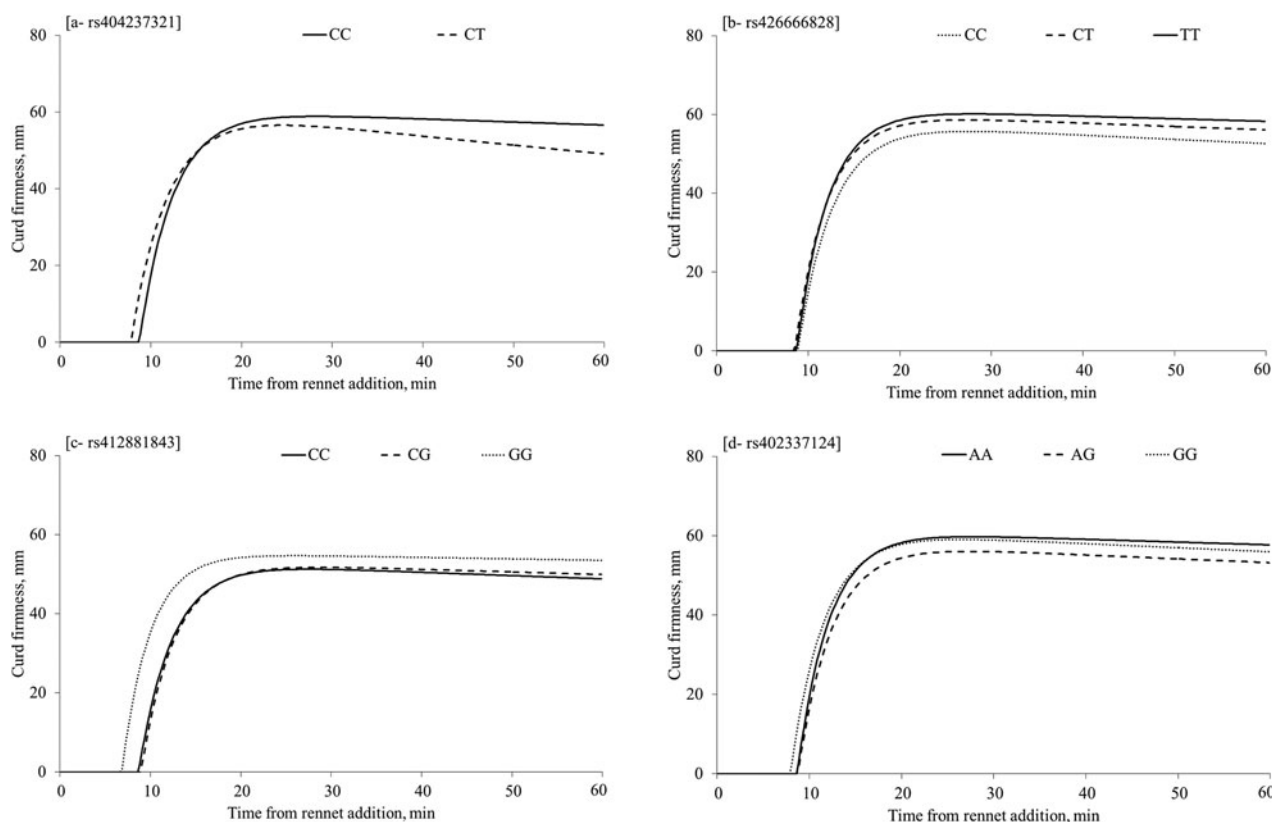 [a- rs404237321]
CC CT
80
60
40
20
0
Curd firmness, mm
0 10 20 30 40 50 60
Time from rennet addition, min
[b- rs426666828]
CC CT TT
80
60
40
20
0
Curd firmness, mm
0 10 20 30 40 50 60
Time from rennet addition, min
[c- rs412881843]
CC CG GG
80
60
40
20
0
Curd firmness, mm
0 10 20 30 40 50 60
Time from rennet addition, min
[d- rs402337124]
AA AG GG
80
60
40
20
0
Curd firmness, mm
0 10 20 30 40 50 60
Time from rennet addition, min